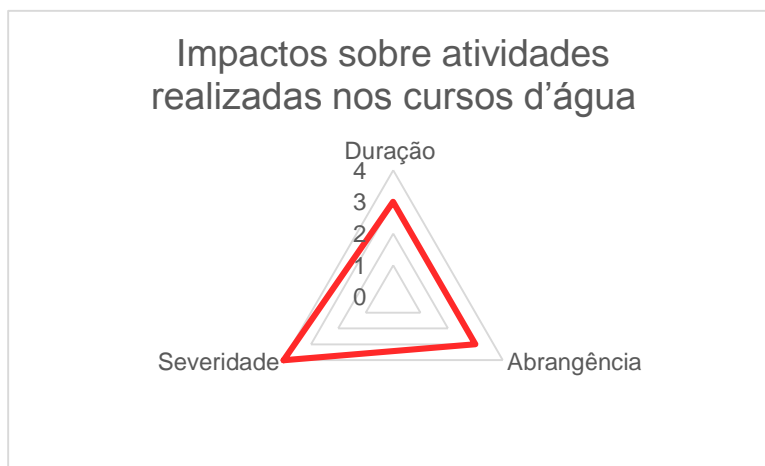 Impactos sobre atividades
realizadas nos cursos d’água
Duração
4
3
2
1
0
Severidade
Abrangência